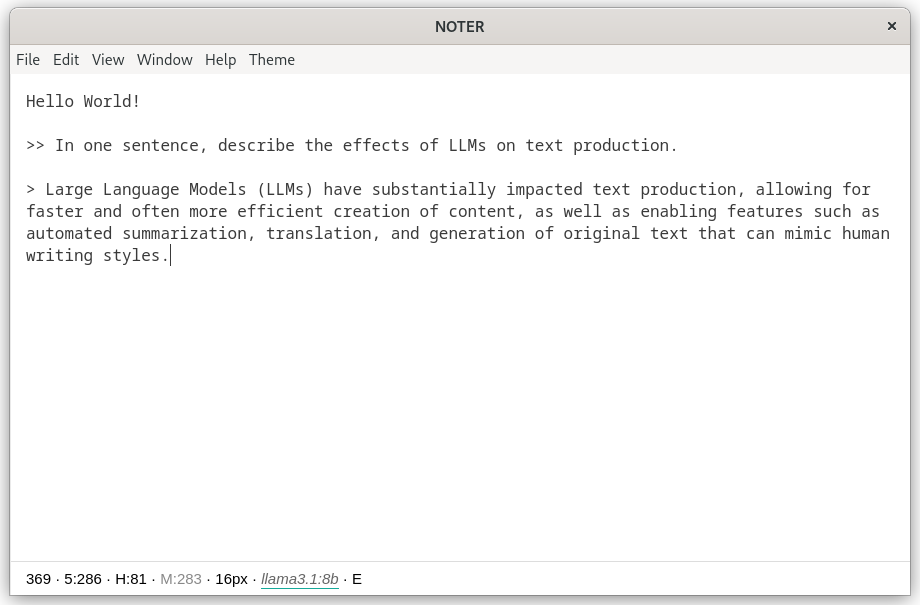 NOTER
×
File Edit View Window Help Theme
Hello World!
>> In one sentence, describe the effects of LLMs on text production.
> Large Language Models (LLMs) have substantially impacted text production, allowing for
faster and often more efficient creation of content, as well as enabling features such as
automated summarization, translation, and generation of original text that can mimic human
writing styles.
369 · 5:286 · H:81 · M:283 · 16px · llama3.1:8b · E